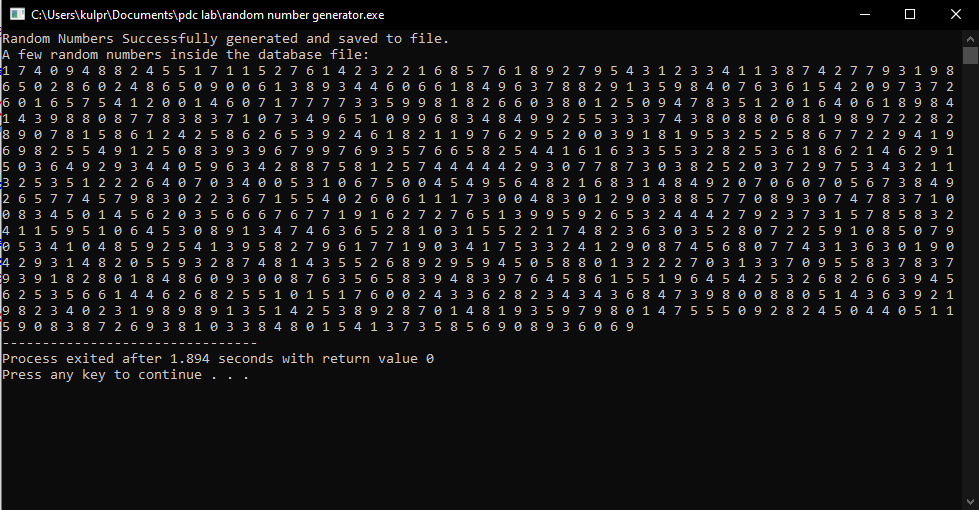 C:\Users\kulpr\Documents\pdc lab\random number generator.exe
Random Numbers Successfully generated and saved to file.
A few random numbers inside the database file:
1 7 4 0 9 4 8 8 2 4 5 5 1 7 1 1 5 2 7 6 1 4 2 3 2 2 1 6 8 5 7 6 1 8 9 2 7 9 5 4 3 1 2 3 3 4 1 1 3 8 7 4 2 7 7 9 3 1 9 8
6 5 0 2 8 6 0 2 4 8 6 5 0 9 0 0 6 1 3 8 9 3 4 4 6 0 6 6 1 8 4 9 6 3 7 8 8 2 9 1 3 5 9 8 4 0 7 6 3 6 1 5 4 2 0 9 7 3 7 2
6 0 1 6 5 7 5 4 1 2 0 0 1 4 6 0 7 1 7 7 7 7 3 3 5 9 9 8 1 8 2 6 6 0 3 8 0 1 2 5 0 9 4 7 8 3 5 1 2 0 1 6 4 0 6 1 8 9 8 4
1 4 3 9 8 8 0 8 7 7 8 3 8 3 7 1 0 7 3 4 9 6 5 1 0 9 9 6 8 3 4 8 4 9 9 2 5 5 3 3 3 7 4 3 8 0 8 8 0 6 8 1 9 8 9 7 2 2 8 2
8 9 0 7 8 1 5 8 6 1 2 4 2 5 8 6 2 6 5 3 9 2 4 6 1 8 2 1 1 9 7 6 2 9 5 2 0 0 3 9 1 8 1 9 5 3 2 5 2 5 8 6 7 7 2 2 9 4 1 9
6 9 8 2 5 5 4 9 1 2 5 0 8 3 9 3 9 6 7 9 9 7 6 9 3 5 7 6 6 5 8 2 5 4 4 1 6 1 6 3 3 5 5 3 2 8 2 5 3 6 1 8 6 2 1 4 6 2 9 1
5 0 3 6 4 9 2 9 3 4 4 0 5 9 6 3 4 2 8 8 7 5 8 1 2 5 7 4 4 4 4 4 2 9 3 0 7 7 8 7 3 0 3 8 2 5 2 0 3 7 2 9 7 5 3 4 3 2 1 1
3 2 5 3 5 1 2 2 2 6 4 0 7 0 3 4 0 0 5 3 1 0 6 7 5 0 0 4 5 4 9 5 6 4 8 2 1 6 8 3 1 4 8 4 9 2 0 7 0 6 0 7 0 5 6 7 3 8 4 9
2 6 5 7 7 4 5 7 9 8 3 0 2 2 3 6 7 1 5 5 4 0 2 6 0 6 1 1 1 7 3 0 0 4 8 3 0 1 2 9 0 3 8 8 5 7 7 0 8 9 3 0 7 4 7 8 3 7 1 0
0 8 3 4 5 0 1 4 5 6 2 0 3 5 6 6 6 7 6 7 7 1 9 1 6 2 7 2 7 6 5 1 3 9 9 5 9 2 6 5 3 2 4 4 4 2 7 9 2 3 7 3 1 5 7 8 5 8 3 2
4 1 1 5 9 5 1 0 6 4 5 3 0 8 9 1 3 4 7 4 6 5 2 8 1 0 3 1 5 5 2 2 1 7 4 8 2 3 6 3 0 3 5 2 8 0 7 2 2 5 9 1 0 8 5 0 7 9
0 5 3 4 1 0 4 8 5 9 2 5 4 1 3 9 5 8 2 7 9 6 1 7 7 1 9 0 3 4 1 7 5 3 3 2 4 1 2 9 0 8 7 4 5 6 8 0 7 7 4 3 1 3 6 3 0 1 9 0
4 2 9 3 1 4 8 2 0 5 5 9 3 2 8 7 4 8 1 4 3 5 5 2 6 8 9 2 9 5 9 4 5 0 5 8 8 0 1 3 2 2 2 7 0 3 1 3 3 7 0 9 5 5 8 3 7 8 3 7
9 3 9 1 8 2 8 0 1 8 4 8 6 0 9 3 0 0 8 7 6 3 5 6 5 8 3 9 4 8 3 9 7 6 4 5 8 6 1 5 5 1 9 6 4 5 4 2 5 3 2 6 8 2 6 6 3 9 4 5
6 2 5 3 5 6 6 1 4 4 6 2 6 8 2 5 5 1 0 1 5 1 7 6 0 0 2 4 3 3 6 2 8 2 3 4 3 4 3 6 8 4 7 3 9 8 0 0 8 8 0 5 1 4 3 6 3 9 2 1
9 8 2 3 4 0 2 3 1 9 8 9 8 9 1 3 5 1 4 2 5 3 8 9 2 8 7 0 1 4 8 1 9 3 5 9 7 9 8 0 1 4 7 5 5 5 0 9 2 8 2 4 5 0 4 4 0 5 1 1
5 9 0 8 3 8 7 2 6 9 3 8 1 0 3 3 8 4 8 0 1 5 4 1 3 7 3 5 8 5 6 9 0 8 9 3 6 0 6 9
--------------------------------
Process exited after 1.894 seconds with return value 0
Press any key to continue . . .